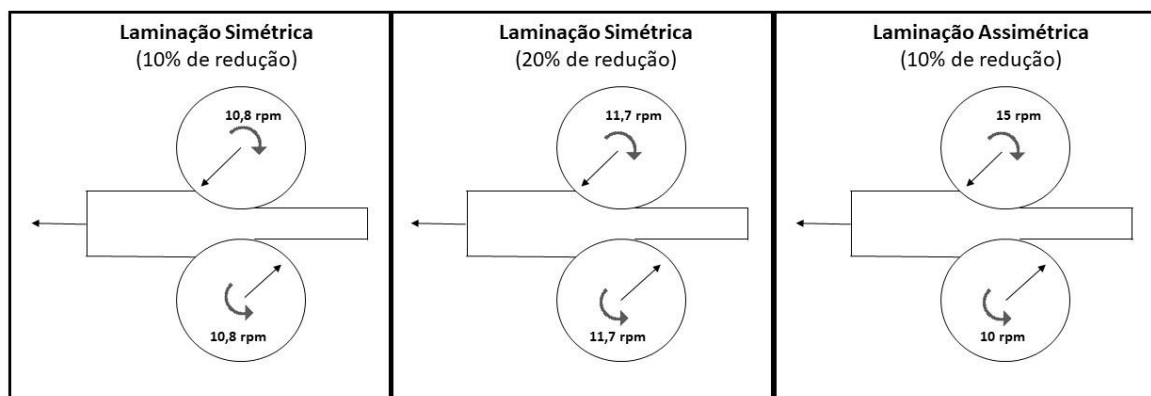 Laminação Simétrica
(10% de redução)
10,8 rpm
10,8 rpm
Laminação Simétrica
(20% de redução)
11,7 rpm
11,7 rpm
Laminação Assimétrica
(10% de redução)
15 rpm
10 rpm